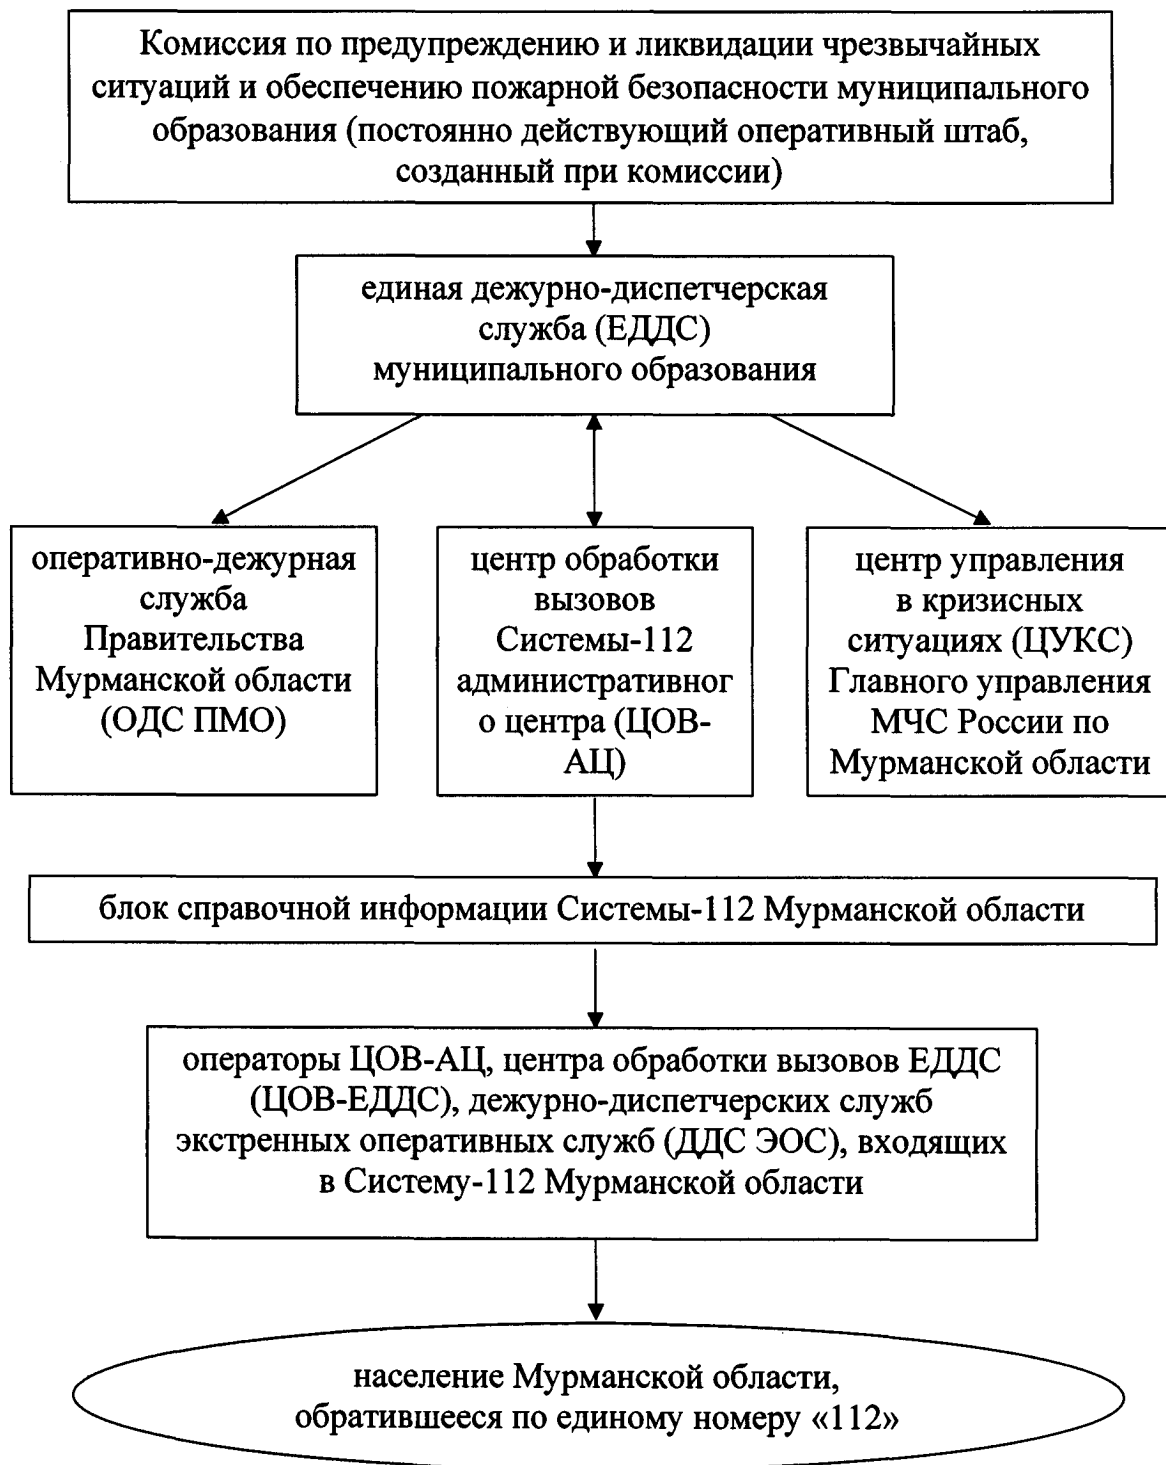 Комиссия по предупреждению и ликвидации чрезвычайных
ситуаций и обеспечению пожарной безопасности муниципального
образования (постоянно действующий оперативный штаб,
созданный при комиссии)
единая дежурно-диспетчерская
служба (ЕДДС)
муниципального образования
оперативно-дежурная
служба
Правительства
Мурманской области
(ОДС ПМО)
центр обработки
вызовов
Системы-112
административног
о центра (ЦОВ-
АЦ)
центр управления
в кризисных
ситуациях (ЦУКС)
Главного управления
МЧС России по
Мурманской области
блок справочной информации Системы-112 Мурманской области
операторы ЦОВ-АЦ, центра обработки вызовов ЕДДС
(ЦОВ-ЕДДС), дежурно-диспетчерских служб
экстренных оперативных служб (ДДС ЭОС), входящих
в Систему-112 Мурманской области
население Мурманской области,
обратившееся по единому номеру «112»